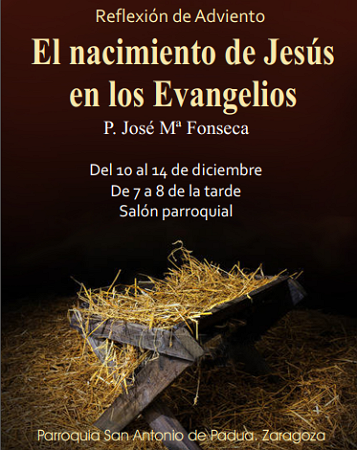 Reflexión de Adviento
El nacimiento de Jesús
en los Evangelios
P. José Mª Fonseca
Del 10 al 14 de diciembre
De 7 a 8 de la tarde
Salón parroquial
Parroquia San Antonio de Padua. Zaragoza